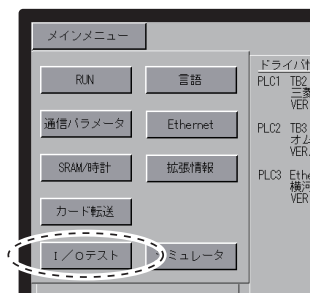 メインメニュー
RUN
言語
通信パラメータ
Ethernet
SRAM/時計
拡張情報
カード転送
I/Oテスト
ミュレータ
ドライバ
PLC1 TB2
三菱
VER
PLC2 TB3
オム
VER.
PLC3 Ethe
横河
VER